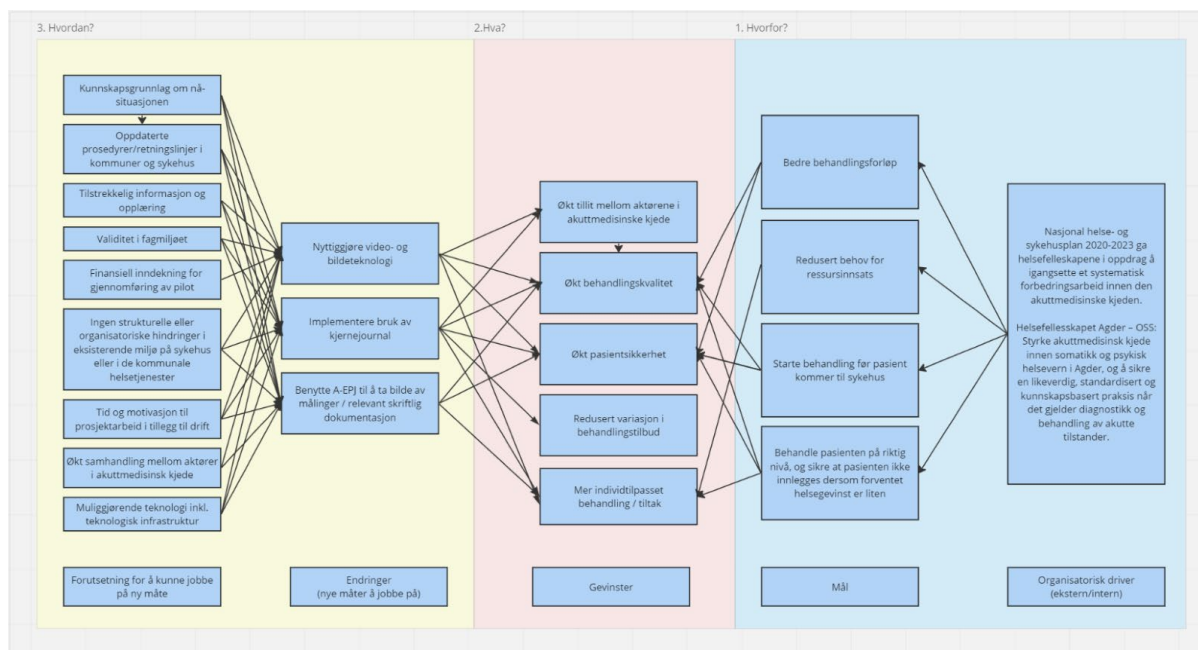 3. Hvordan?
2.Hva?
1. Hvorfor?
Kunnskapsgrunnlag om nå-
situasjonen
Oppdaterte
prosedyrer/retningslinjer i
kommuner og sykehus
Tilstrekkelig informasjon og
opplæring
Validitet i fagmiljøet
Finansiell inndekning for
gjennomføring av pilot
Ingen strukturelle eller
organisatoriske hindringer i
eksisterende miljø på sykehus
eller i de kommunale
helsetjenester
Tid og motivasjon til
prosjektarbeid i tillegg til drift
Økt samhandling mellom aktører
i akuttmedisinsk kjede
Muliggjørende teknologi inkl.
teknologisk infrastruktur
Forutsetning for å kunne jobbe
på ny måte
Nyttiggjøre video- og
bildeteknologi
Implementere bruk av
kjernejournal
Benytte A-EPJ til å ta bilde av
målinger / relevant skriftlig
dokumentasjon
Endringer
(nye måter å jobbe på)
Økt tillit mellom aktørene i
akuttmedisinske kjede
Økt behandlingskvalitet
Økt pasientsikkerhet
Redusert variasjon i
behandlingstilbud
Mer individtilpasset
behandling / tiltak
Gevinster
Bedre behandlingsforløp
Redusert behov for
ressursinnsats
Starte behandling før pasient
kommer til sykehus
Behandle pasienten på riktig
nivå, og sikre at pasienten ikke
innlegges dersom forventet
helsegevinst er liten
Mål
Nasjonal helse- og
sykehusplan 2020-2023 ga
helsefelleskapene i oppdrag å
igangsette et systematisk
forbedringsarbeid innen den
akuttmedisinske kjeden.
Helsefellesskapet Agder – OSS:
Styrke akuttmedisinsk kjede
innen somatikk og psykisk
helsevern i Agder, og å sikre
en likeverdig, standardisert og
kunnskapsbasert praksis når
det gjelder diagnostikk og
behandling av akutte
tilstander.
Organisatorisk driver
(ekstern/intern)